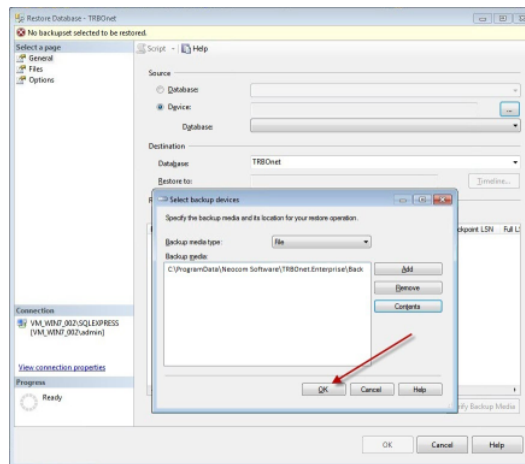 Restore Database - TRBOnet
No backupset selected to be restored.
Select a page
General
Files
Options
Script
Help
Source
Database:
Device:
...
Database:
Destination
Database:
TRBOnet
Restore to:
Timeline...
Select backup devices
Specify the backup media and its location for your restore operation.
Backup media type:
File
Backup media:
C:\ProgramData\Neocom Software\TRBOnet.Enterprise\Back
Add
Remove
Contents
OK
Cancel
Help
Checkpoint LSN
Full
Connection
VM_WIN7_002\SQLEXPRESS
(VM_WIN7_002\admin)
View connection properties
Progress
Ready
Backup Media
OK
Cancel
Help